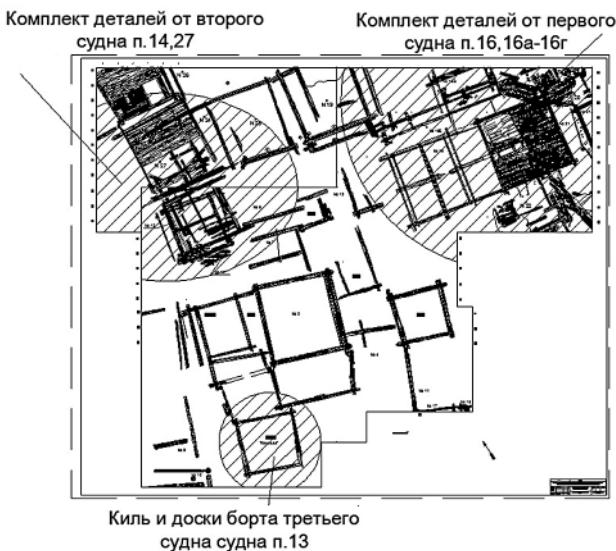 Комплект деталей от второго
судна п.14,27
Комплект деталей от первого
судна п.16,16а-16г
Киль и доски борта третьего
судна судна п.13